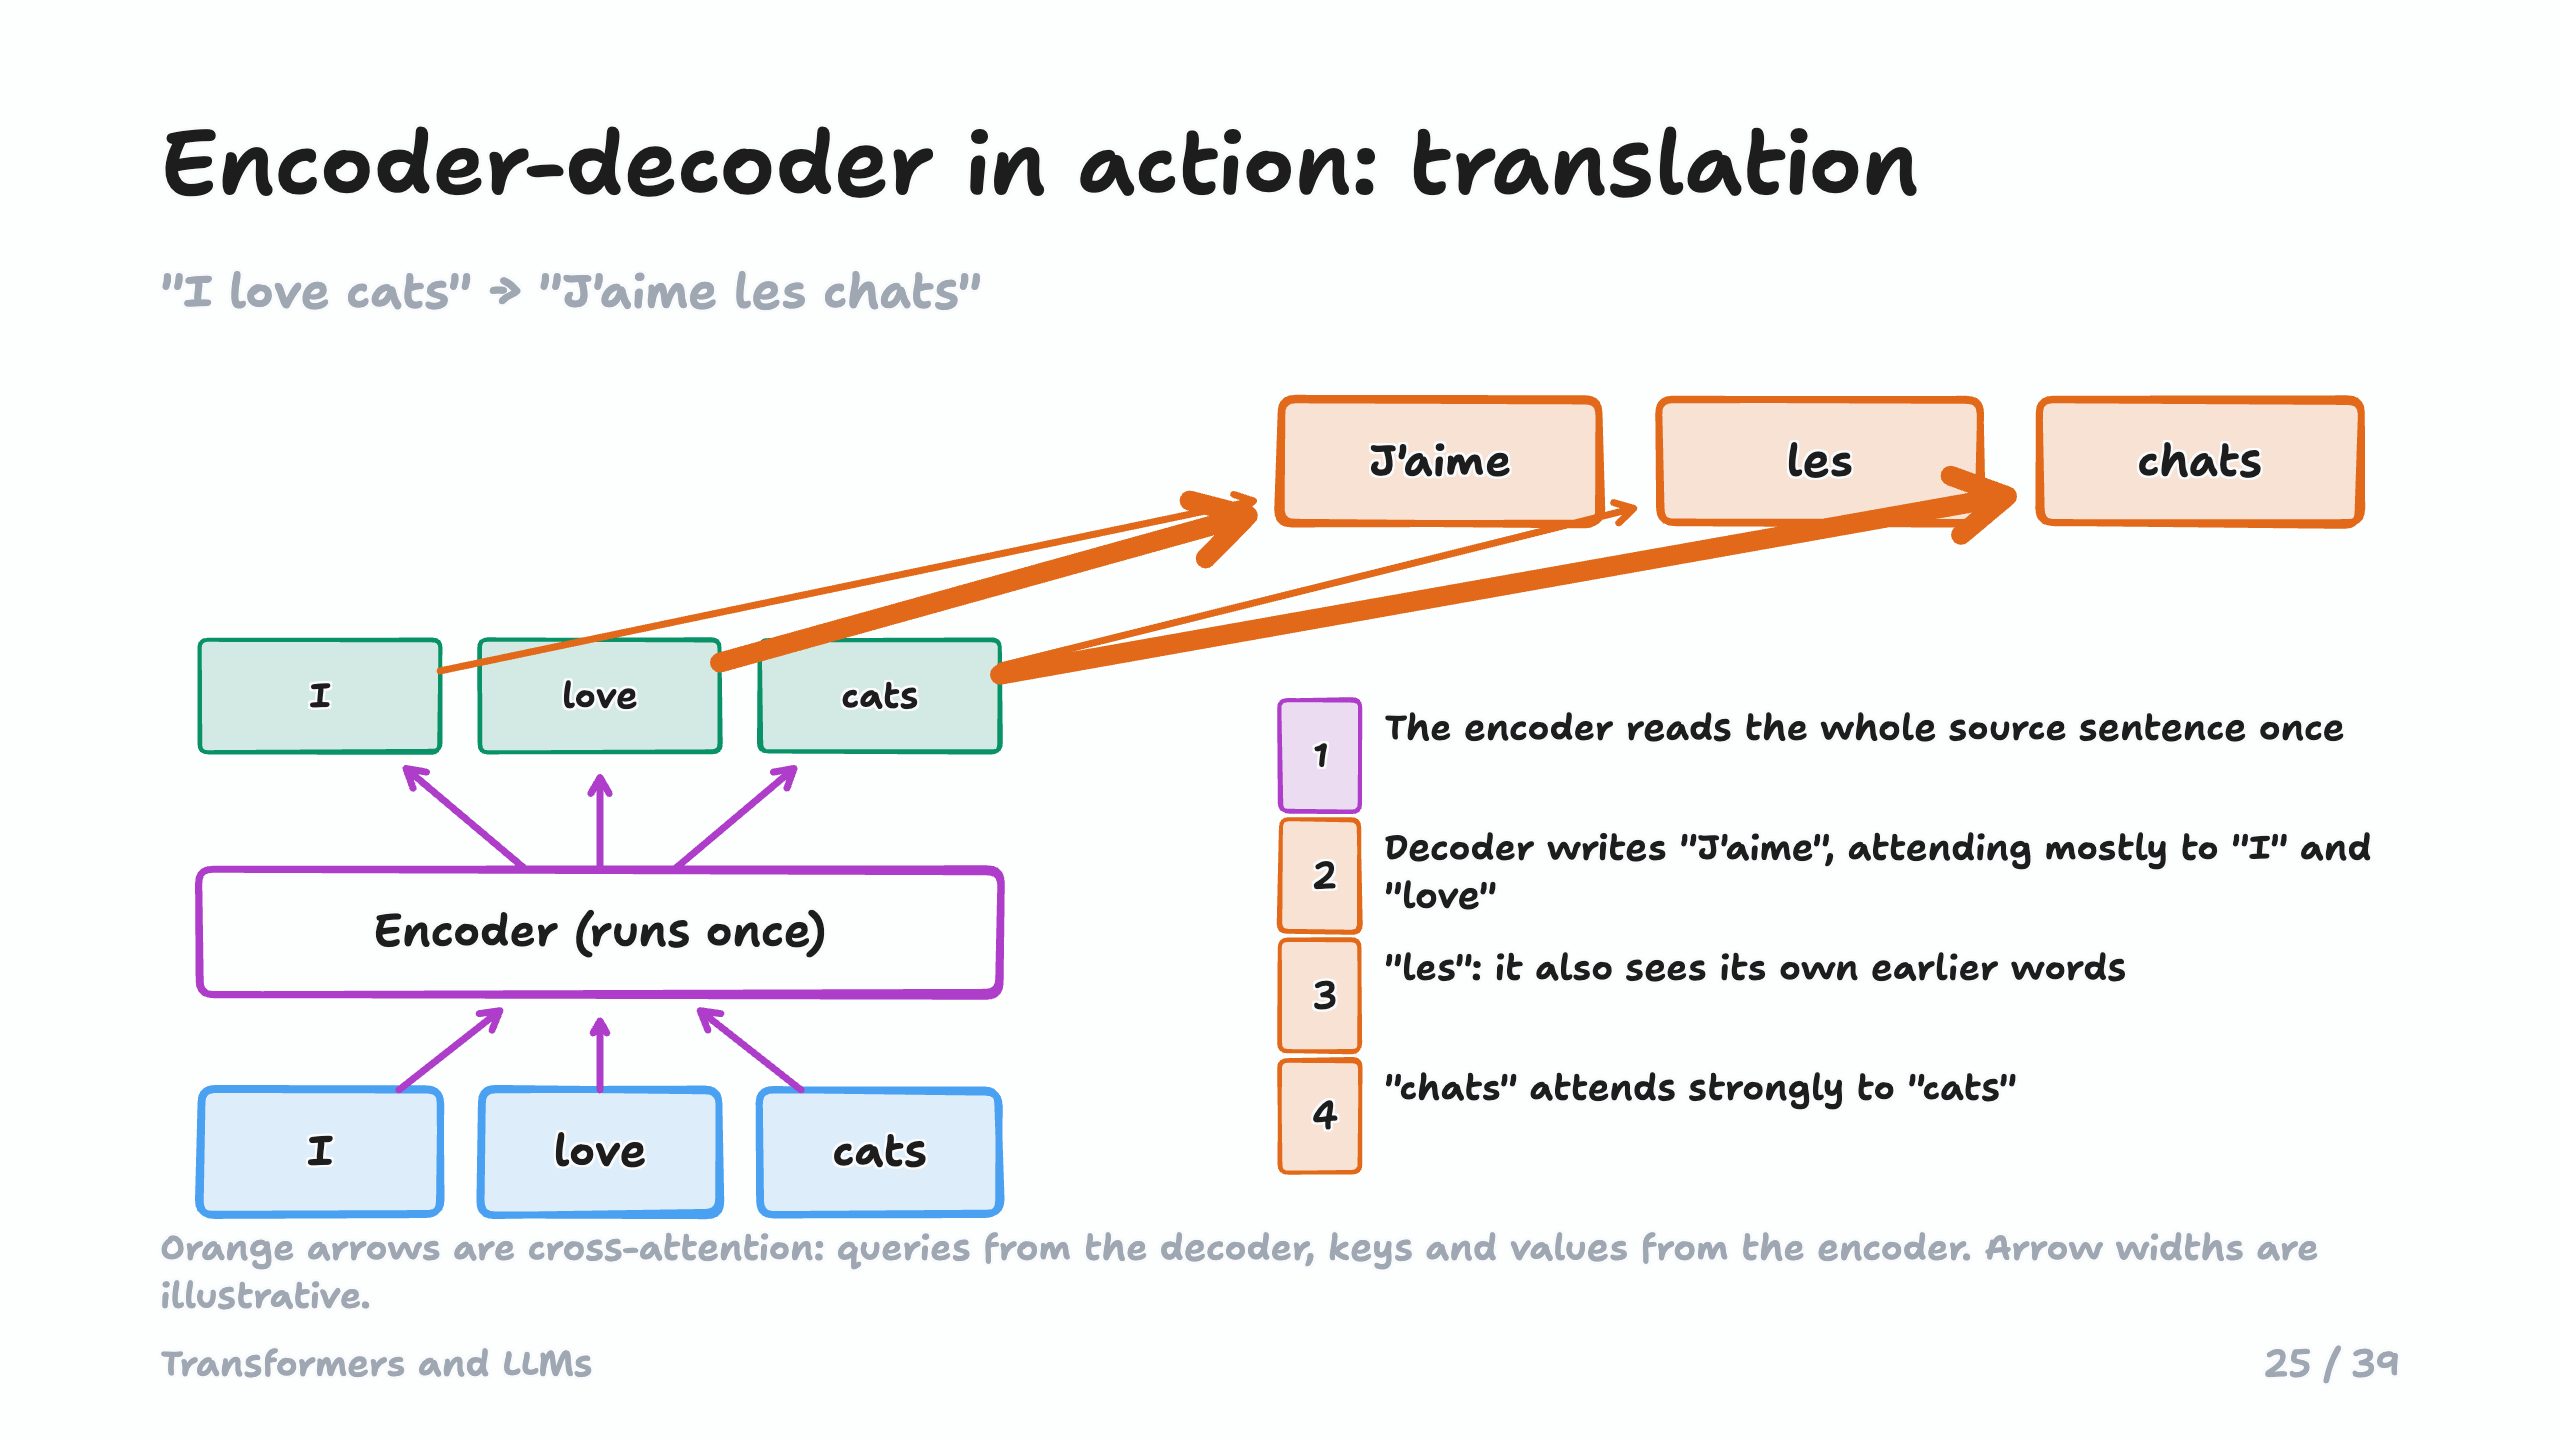 Encoder-decoder in action: translation
"I love cats" → "J'aime les chats"
J'aime
les
chats
I
love
cats
Encoder (runs once)
I
love
cats
1
The encoder reads the whole source sentence once
2
Decoder writes "J'aime", attending mostly to "I" and
"love"
3
"les": it also sees its own earlier words
4
"chats" attends strongly to "cats"
Orange arrows are cross-attention: queries from the decoder, keys and values from the encoder. Arrow widths are
illustrative.
Transformers and LLMs
25 / 39